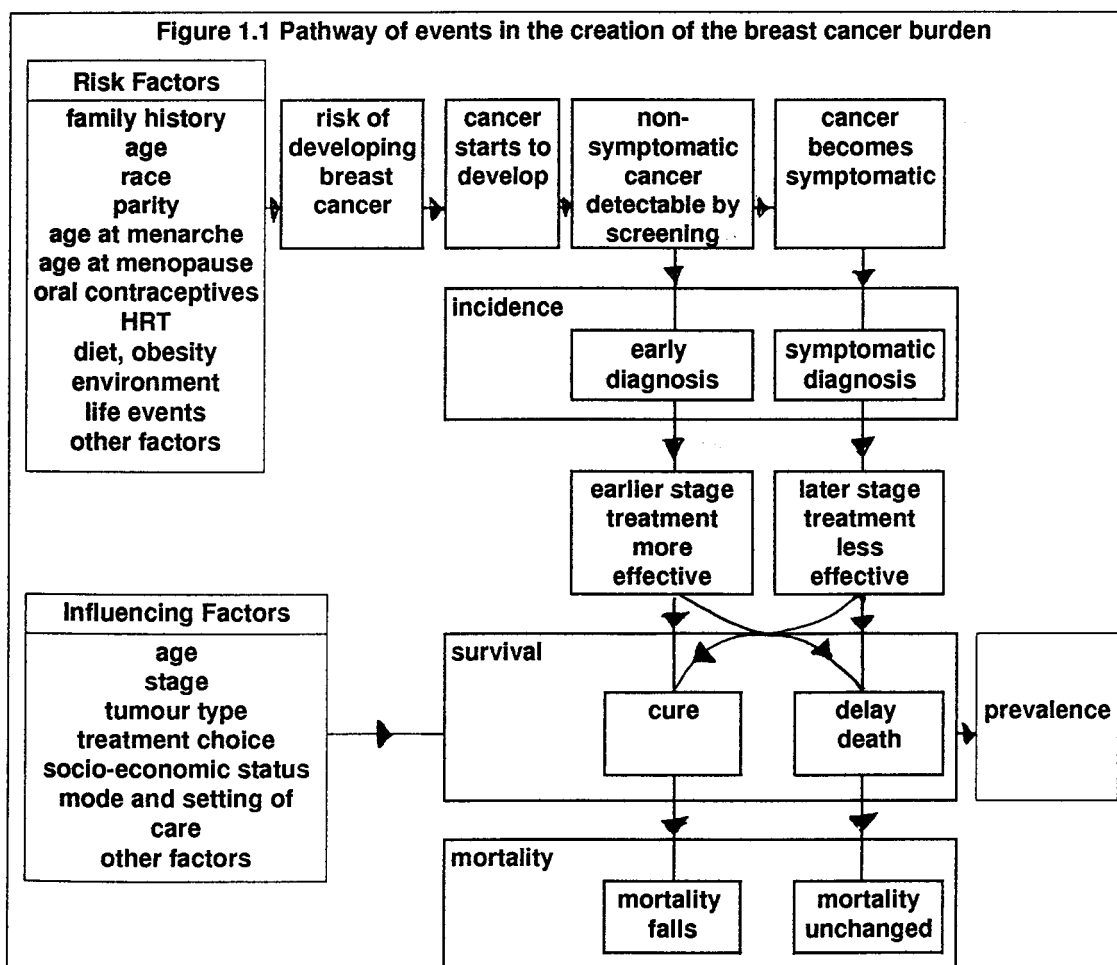 Figure 1.1 Pathway of events in the creation of the breast cancer burden
Risk Factors
family history
age
race
parity
age at menarche
age at menopause
oral contraceptives
HRT
diet, obesity
environment
life events
other factors
risk of
developing
breast
cancer
cancer
starts to
develop
non-
symptomatic
cancer
detectable by
screening
cancer
becomes
symptomatic
incidence
early
diagnosis
symptomatic
diagnosis
earlier stage
treatment
more
effective
later stage
treatment
less
effective
Influencing Factors
age
stage
tumour type
treatment choice
socio-economic status
mode and setting of
care
other factors
survival
cure
delay
death
prevalence
mortality
mortality
falls
mortality
unchanged